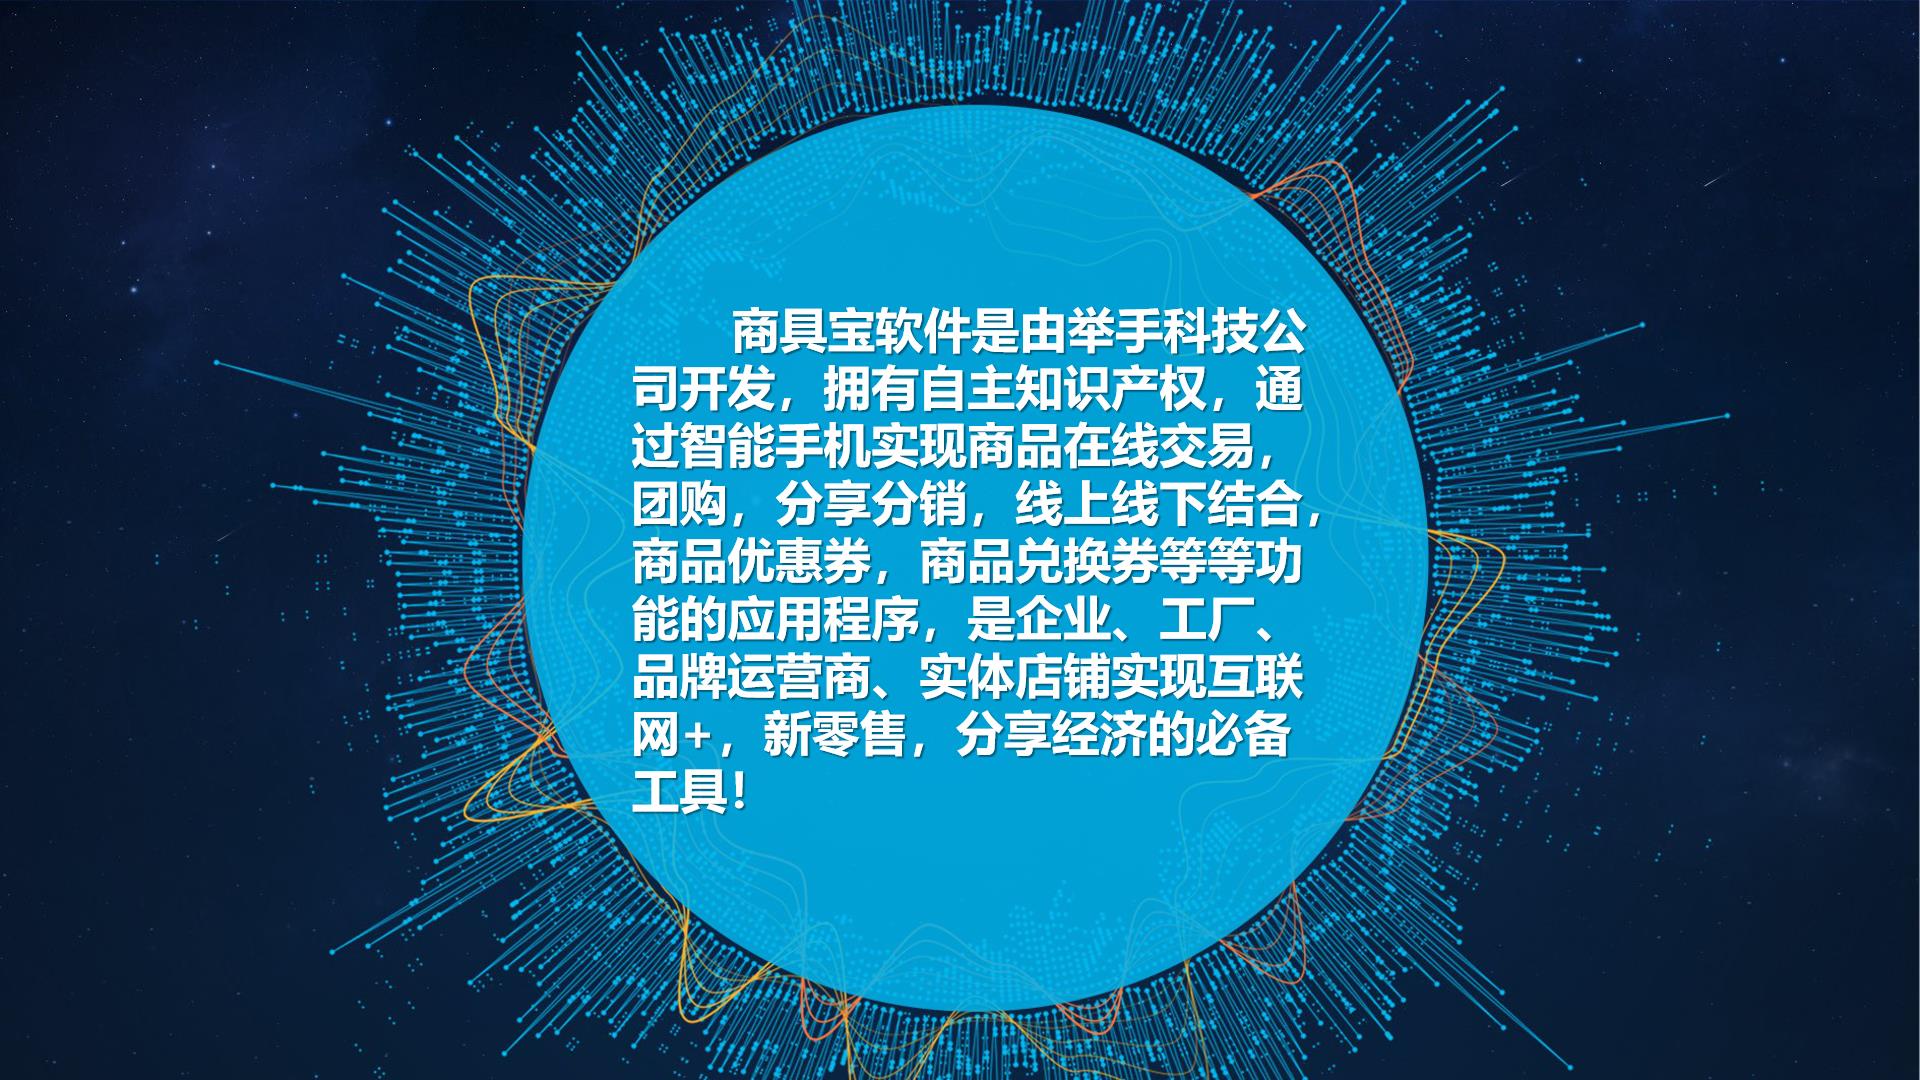 商具宝软件是由举手科技公
司开发，拥有自主知识产权，通
过智能手机实现商品在线交易，
团购，分享分销，线上线下结合，
商品优惠券，商品兑换券等等功
能的应用程序，是企业、工厂、
品牌运营商、实体店铺实现互联
网+，新零售，分享经济的必备
工具！